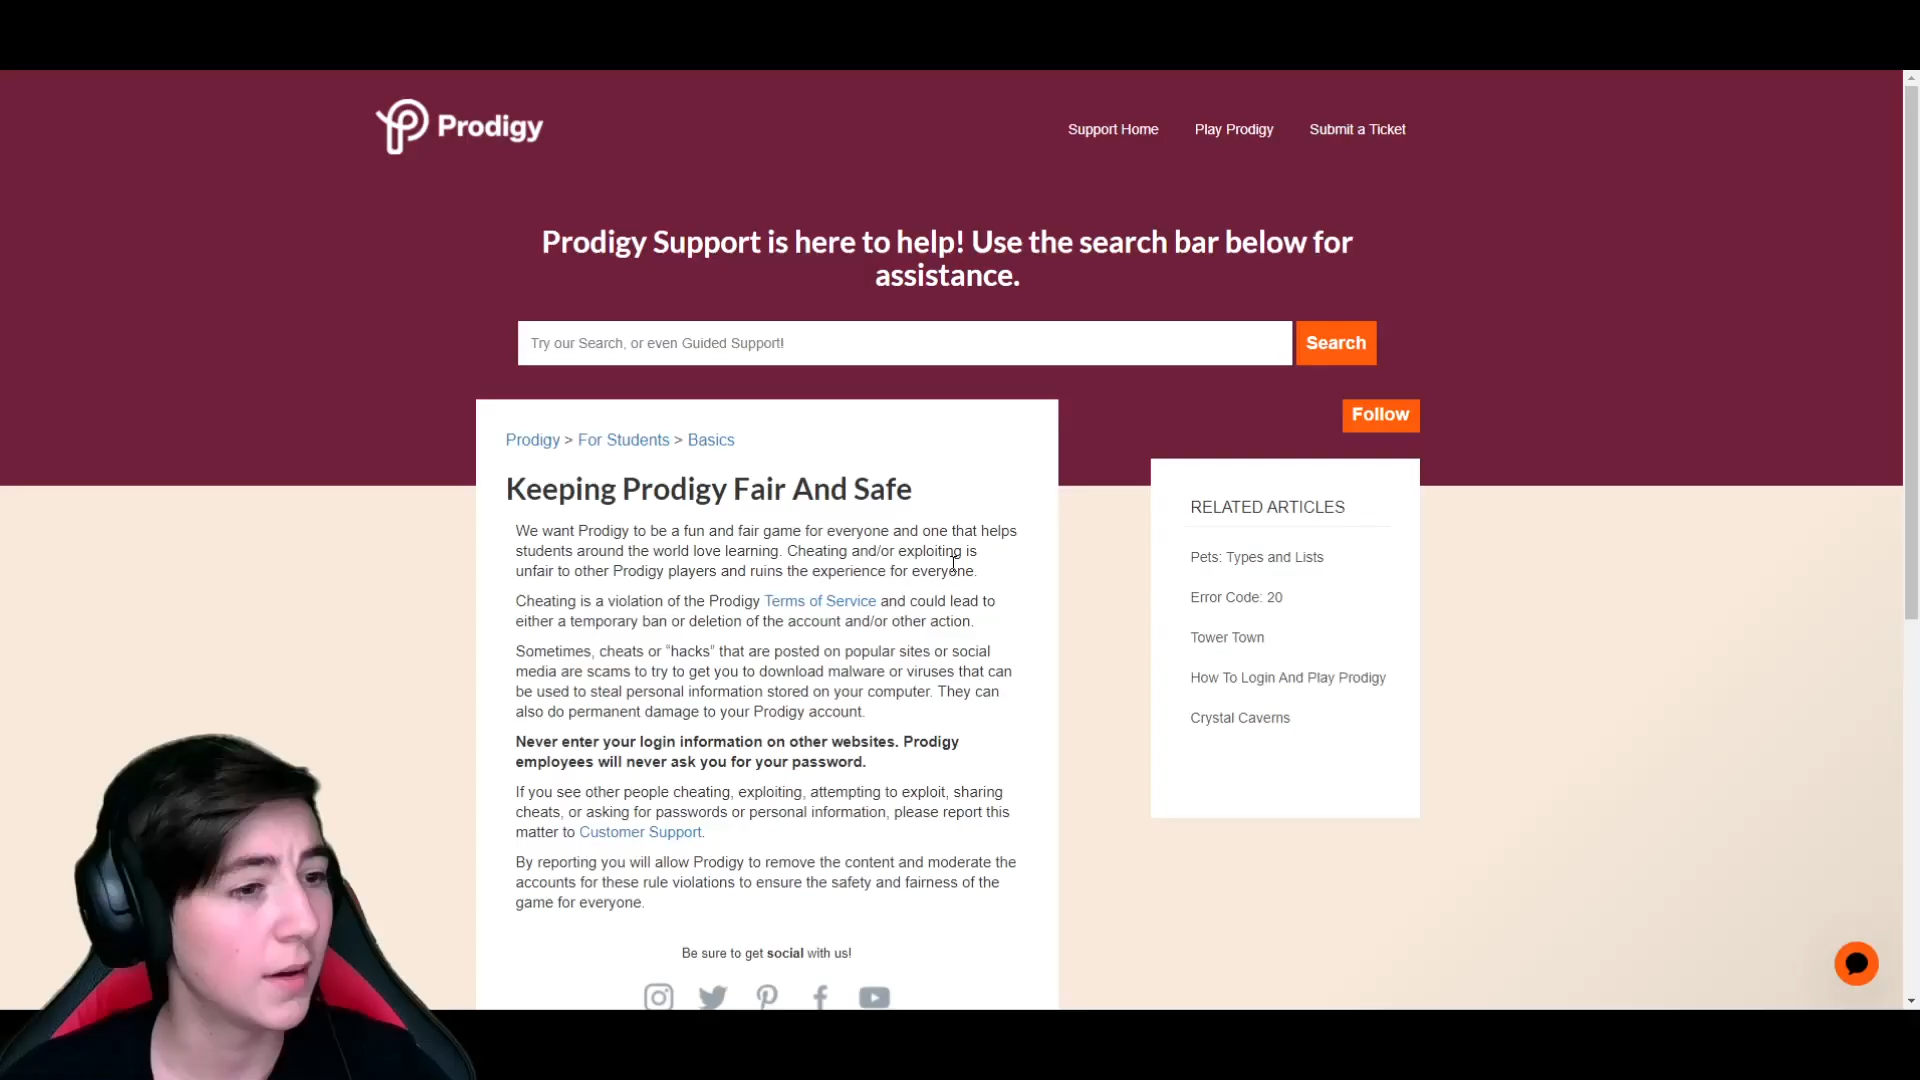 Prodigy
Support Home
Play Prodigy
Submit a Ticket
Prodigy Support is here to help! Use the search bar below for
assistance.
Try our Search, or even Guided Support!
Search
Follow
Prodigy > For Students > Basics
Keeping Prodigy Fair And Safe
We want Prodigy to be a fun and fair game for everyone and one that helps
students around the world love learning. Cheating and/or exploiting is
unfair to other Prodigy players and ruins the experience for everyone.
Cheating is a violation of the Prodigy Terms of Service and could lead to
either a temporary ban or deletion of the account and/or other action.
Sometimes, cheats or “hacks” that are posted on popular sites or social
media are scams to try to get you to download malware or viruses that can
be used to steal personal information stored on your computer. They can
also do permanent damage to your Prodigy account.
Never enter your login information on other websites. Prodigy
employees will never ask you for your password.
If you see other people cheating, exploiting, attempting to exploit, sharing
cheats, or asking for passwords or personal information, please report this
matter to Customer Support.
By reporting you will allow Prodigy to remove the content and moderate the
accounts for these rule violations to ensure the safety and fairness of the
game for everyone.
Be sure to get social with us!
RELATED ARTICLES
Pets: Types and Lists
Error Code: 20
Tower Town
How To Login And Play Prodigy
Crystal Caverns